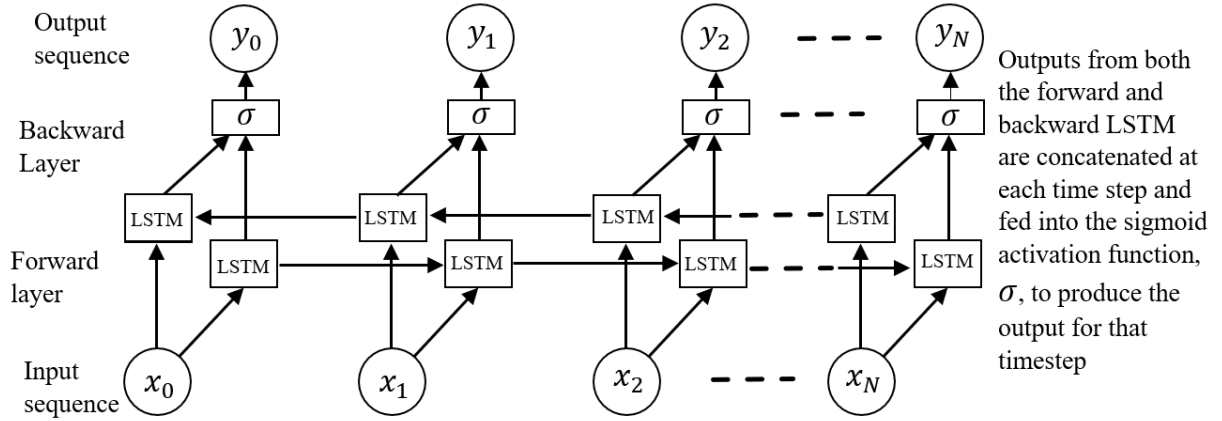 Output
sequence
y₀ y₁ y₂ y_N
σ σ σ σ
Backward
Layer
LSTM LSTM LSTM LSTM
Forward
layer
LSTM LSTM LSTM LSTM
Input
sequence
x₀ x₁ x₂ x_N
Outputs from both
the forward and
backward LSTM
are concatenated at
each time step and
fed into the sigmoid
activation function,
σ, to produce the
output for that
timestep